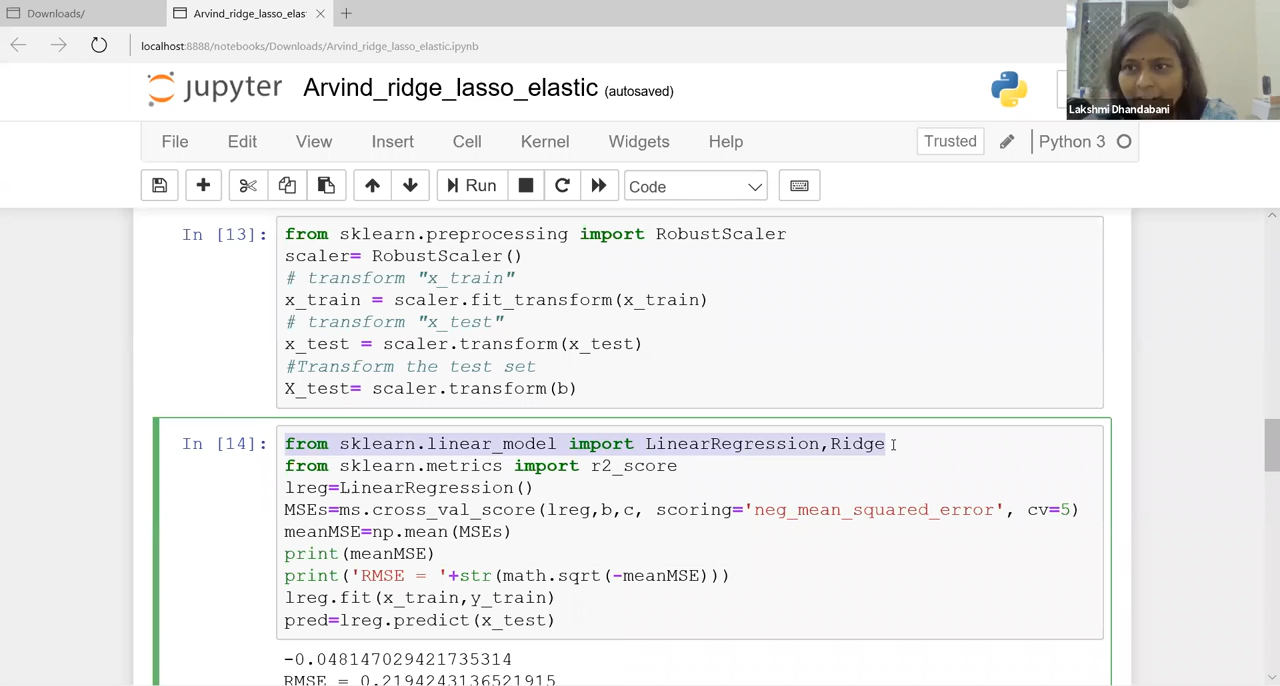 Downloads/
Arvind_ridge_lasso_elast
localhost:8888/notebooks/Downloads/Arvind_ridge_lasso_elastic.ipynb
Lakshmi Dhandabani
jupyter Arvind_ridge_lasso_elastic (autosaved)
File Edit View Insert Cell Kernel Widgets Help Trusted Python 3
Run Code
In [13]: from sklearn.preprocessing import RobustScaler
scaler= RobustScaler()
# transform "x_train"
x_train = scaler.fit_transform(x_train)
# transform "x_test"
x_test = scaler.transform(x_test)
#Transform the test set
X_test= scaler.transform(b)
In [14]: from sklearn.linear_model import LinearRegression,Ridge
from sklearn.metrics import r2_score
lreg=LinearRegression()
MSEs=ms.cross_val_score(lreg,b,c, scoring='neg_mean_squared_error', cv=5)
meanMSE=np.mean(MSEs)
print(meanMSE)
print('RMSE = '+str(math.sqrt(-meanMSE)))
lreg.fit(x_train,y_train)
pred=lreg.predict(x_test)
-0.048147029421735314
RMSE = 0.2194243136521915